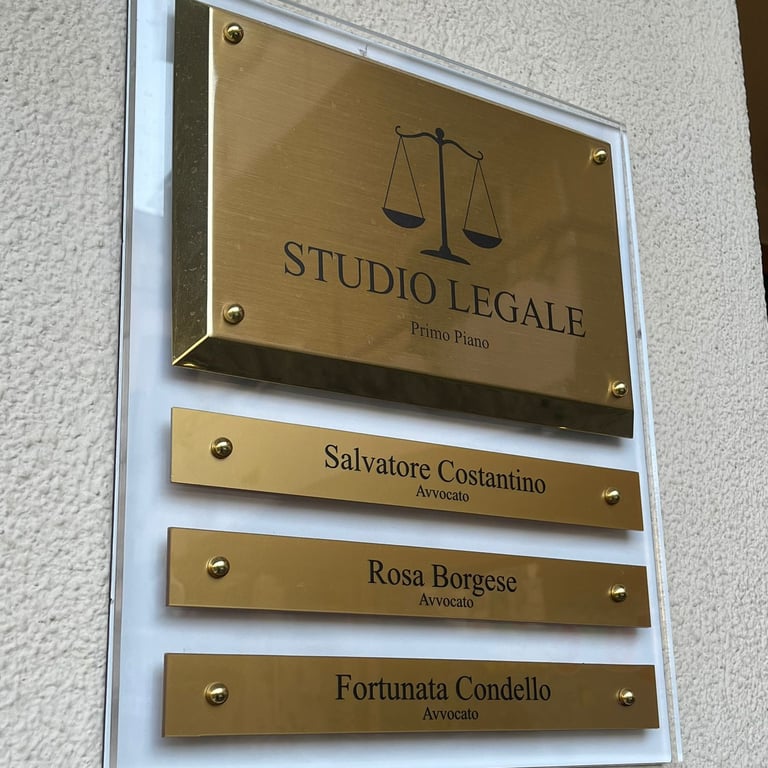 STUDIO LEGALE
Primo Piano
Salvatore Costantino
Avvocato
Rosa Borgese
Avvocato
Fortunata Condello
Avvocato